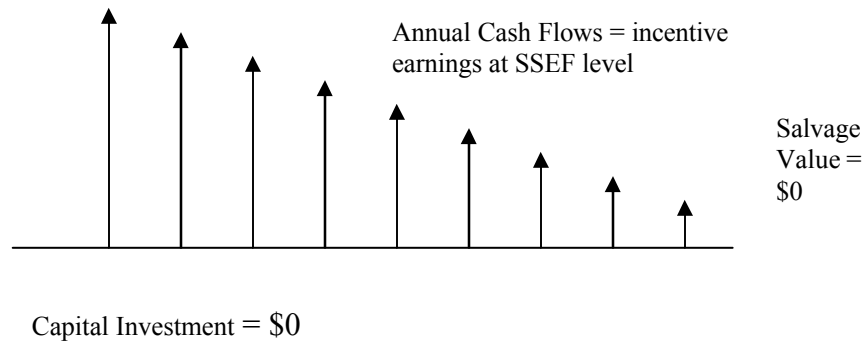 Annual Cash Flows = incentive
earnings at SSEF level
Salvage
Value =
$0
Capital Investment = $0